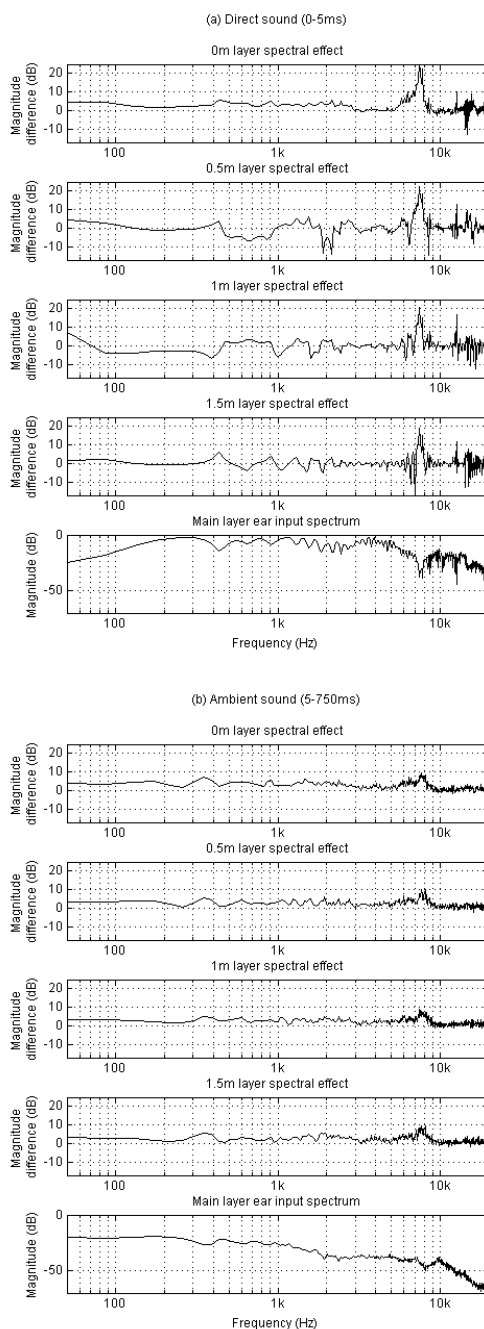 (a) Direct sound (0-5ms)
0m layer spectral effect
Magnitude
difference (dB)
20
10
0
-10
100
1k
10k
0.5m layer spectral effect
Magnitude
difference (dB)
20
10
0
-10
100
1k
10k
1m layer spectral effect
Magnitude
difference (dB)
20
10
0
-10
100
1k
10k
1.5m layer spectral effect
Magnitude
difference (dB)
20
10
0
-10
100
1k
10k
Main layer ear input spectrum
Magnitude (dB)
0
-50
100
1k
10k
Frequency (Hz)
(b) Ambient sound (5-750ms)
0m layer spectral effect
Magnitude
difference (dB)
20
10
0
-10
100
1k
10k
0.5m layer spectral effect
Magnitude
difference (dB)
20
10
0
-10
100
1k
10k
1m layer spectral effect
Magnitude
difference (dB)
20
10
0
-10
100
1k
10k
1.5m layer spectral effect
Magnitude
difference (dB)
20
10
0
-10
100
1k
10k
Main layer ear input spectrum
Magnitude (dB)
0
-50
100
1k
10k
Frequency (Hz)